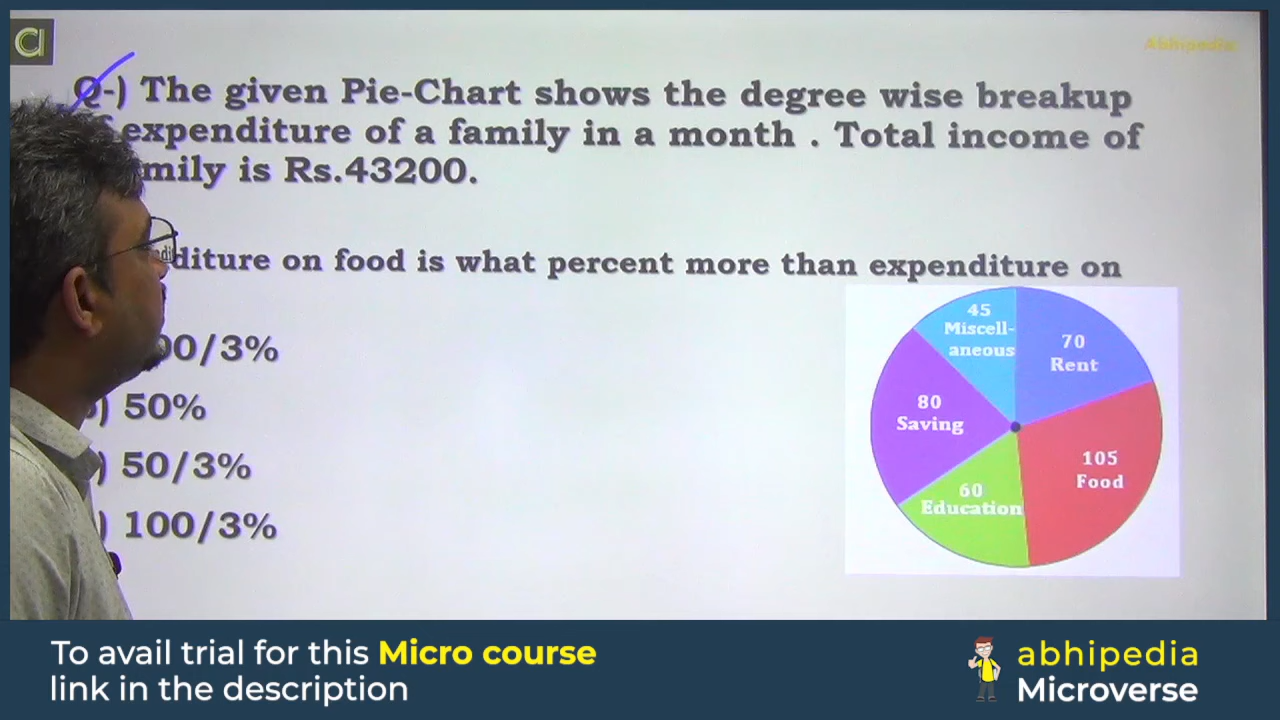 Abhipedia
Q-) The given Pie-Chart shows the degree wise breakup
expenditure of a family in a month . Total income of
mily is Rs.43200.
diture on food is what percent more than expenditure on
00/3%
) 50%
) 50/3%
) 100/3%
45
Miscell-
aneous
70
Rent
80
Saving
105
Food
60
Education
To avail trial for this Micro course
link in the description
abhipedia
Microverse